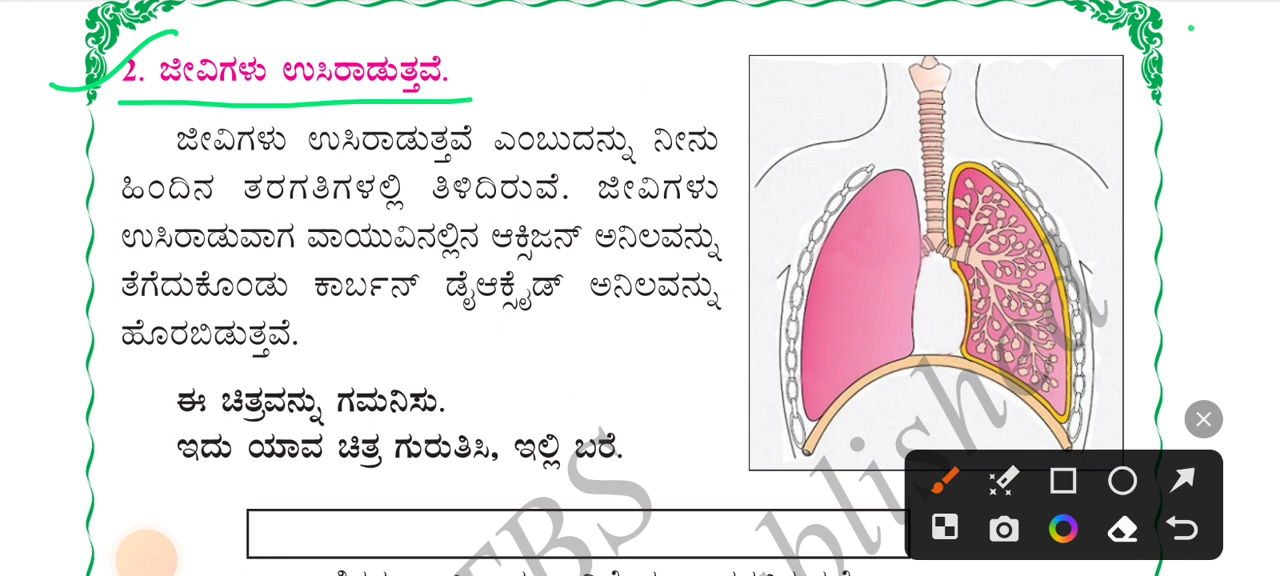 2. ಜೀವಿಗಳು ಉಸಿರಾಡುತ್ತವೆ.
ಜೀವಿಗಳು ಉಸಿರಾಡುತ್ತವೆ ಎಂಬುದನ್ನು ನೀನು
ಹಿಂದಿನ ತರಗತಿಗಳಲ್ಲಿ ತಿಳಿದಿರುವೆ. ಜೀವಿಗಳು
ಉಸಿರಾಡುವಾಗ ವಾಯುವಿನಲ್ಲಿನ ಆಕ್ಸಿಜನ್ ಅನಿಲವನ್ನು
ತೆಗೆದುಕೊಂಡು ಕಾರ್ಬನ್ ಡೈಆಕ್ಸೈಡ್ ಅನಿಲವನ್ನು
ಹೊರಬಿಡುತ್ತವೆ.
ಈ ಚಿತ್ರವನ್ನು ಗಮನಿಸು.
ಇದು ಯಾವ ಚಿತ್ರ ಗುರುತಿಸಿ, ಇಲ್ಲಿ ಬರೆ.